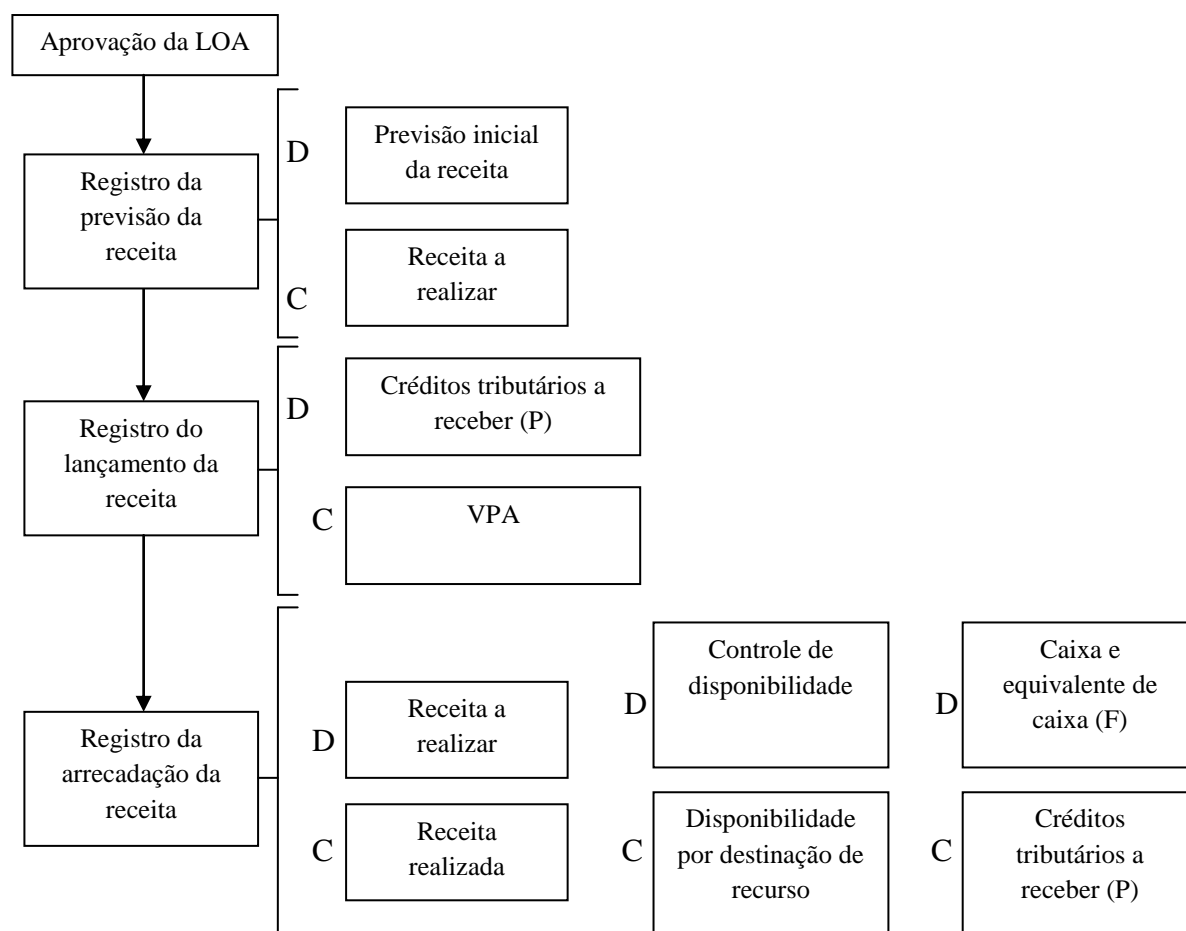 Aprovação da LOA
Registro da
previsão da
receita
D
Previsão inicial
da receita
C
Receita a
realizar
Registro do
lançamento da
receita
D
Créditos tributários a
receber (P)
C
VPA
Registro da
arrecadação da
receita
D
Receita a
realizar
C
Receita
realizada
D
Controle de
disponibilidade
C
Disponibilidade
por destinação de
recurso
D
Caixa e
equivalente de
caixa (F)
C
Créditos
tributários a
receber (P)